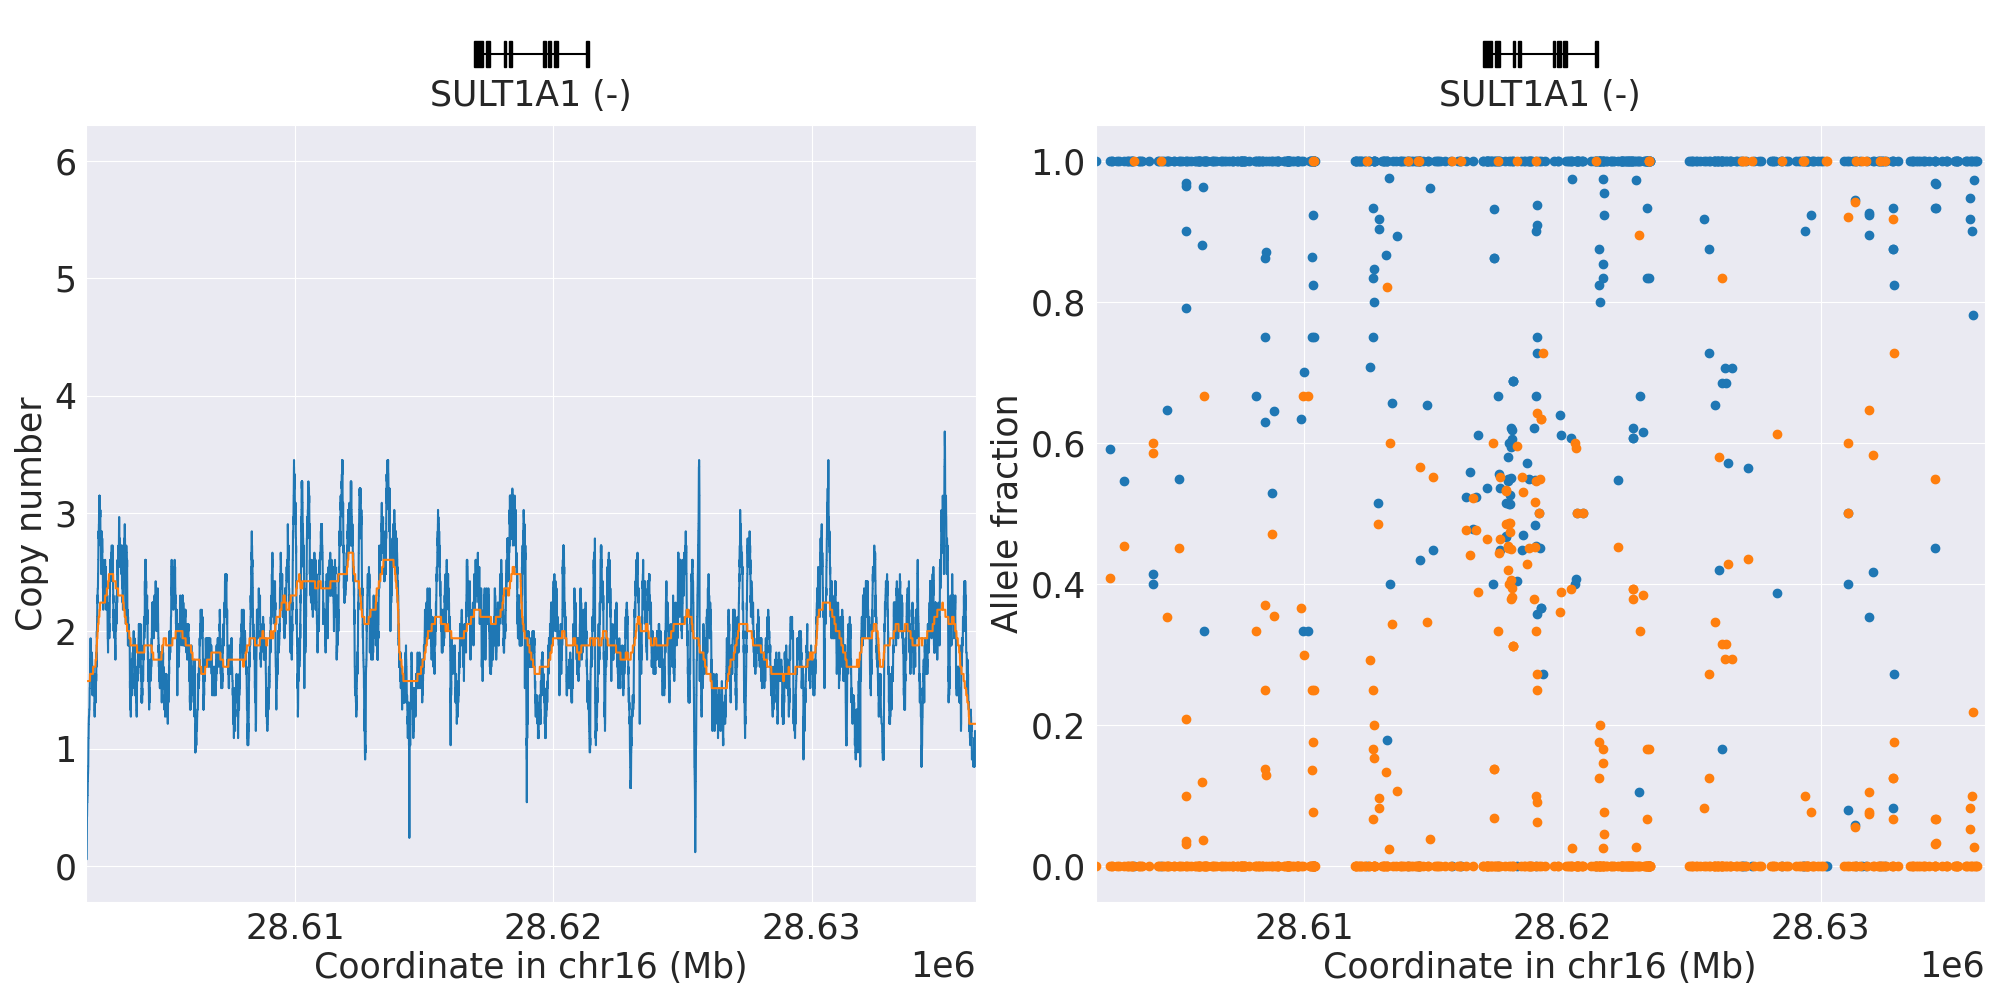 SULT1A1 (-)
6
5
4
3
2
1
0
Copy number
28.61
28.62
28.63
Coordinate in chr16 (Mb)
1e6
SULT1A1 (-)
1.0
0.8
0.6
0.4
0.2
0.0
Allele fraction
28.61
28.62
28.63
Coordinate in chr16 (Mb)
1e6